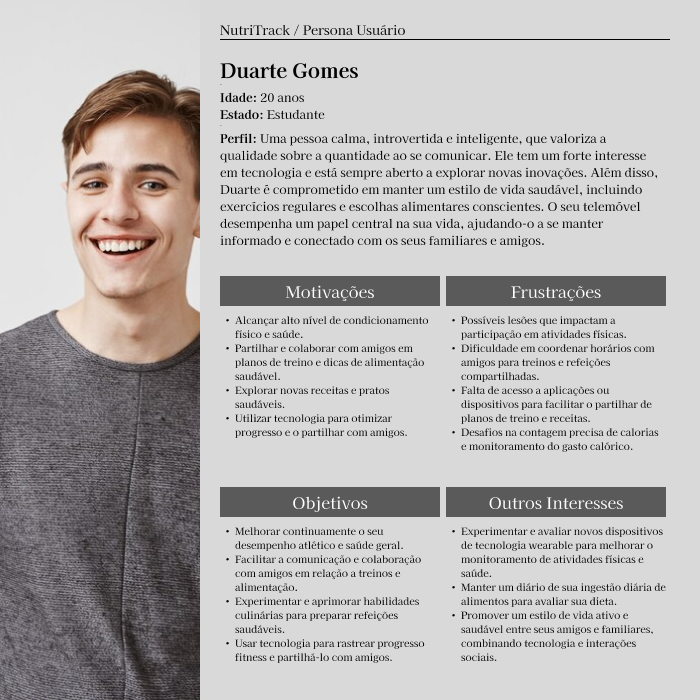 NutriTrack / Persona Usuário
Duarte Gomes
Idade: 20 anos
Estado: Estudante
Perfil: Uma pessoa calma, introvertida e inteligente, que valoriza a
qualidade sobre a quantidade ao se comunicar. Ele tem um forte interesse
em tecnologia e está sempre aberto a explorar novas inovações. Além disso,
Duarte é comprometido em manter um estilo de vida saudável, incluindo
exercícios regulares e escolhas alimentares conscientes. O seu telemóvel
desempenha um papel central na sua vida, ajudando-o a se manter
informado e conectado com os seus familiares e amigos.
Motivações
• Alcançar alto nível de condicionamento
físico e saúde.
• Partilhar e colaborar com amigos em
planos de treino e dicas de alimentação
saudável.
• Explorar novas receitas e pratos
saudáveis.
• Utilizar tecnologia para otimizar
progresso e o partilhar com amigos.
Frustrações
• Possíveis lesões que impactam a
participação em atividades físicas.
• Dificuldade em coordenar horários com
amigos para treinos e refeições
compartilhadas.
• Falta de acesso a aplicações ou
dispositivos para facilitar o partilhar de
planos de treino e receitas.
• Desafios na contagem precisa de calorias
e monitoramento do gasto calórico.
Objetivos
• Melhorar continuamente o seu
desempenho atlético e saúde geral.
• Facilitar a comunicação e colaboração
com amigos em relação a treinos e
alimentação.
• Experimentar e aprimorar habilidades
culinárias para preparar refeições
saudáveis.
• Usar tecnologia para rastrear progresso
fitness e partilhá-lo com amigos.
Outros Interesses
• Experimentar e avaliar novos dispositivos
de tecnologia wearable para melhorar o
monitoramento de atividades físicas e
saúde.
• Manter um diário de sua ingestão diária de
alimentos para avaliar sua dieta.
• Promover um estilo de vida ativo e
saudável entre seus amigos e familiares,
combinando tecnologia e interações
sociais.